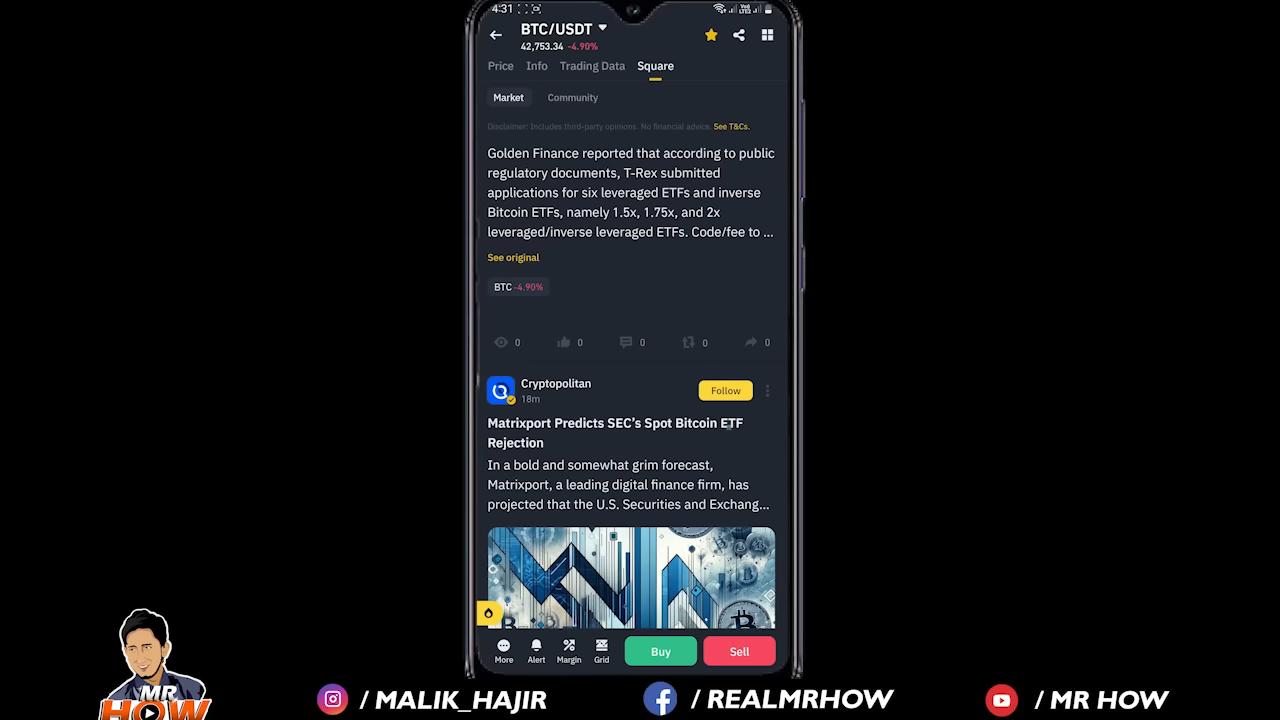 4:31
VoI
LTE2
BTC/USDT
42,753.34 -4.90%
Price Info Trading Data Square
Market Community
Disclaimer: Includes third-party opinions. No financial advice. See T&Cs.
Golden Finance reported that according to public
regulatory documents, T-Rex submitted
applications for six leveraged ETFs and inverse
Bitcoin ETFs, namely 1.5x, 1.75x, and 2x
leveraged/inverse leveraged ETFs. Code/fee to ...
See original
BTC -4.90%
0 0 0 0 0
Cryptopolitan
18m
Follow
Matrixport Predicts SEC’s Spot Bitcoin ETF
Rejection
In a bold and somewhat grim forecast,
Matrixport, a leading digital finance firm, has
projected that the U.S. Securities and Exchang...
More Alert Margin Grid Buy Sell
MR
HOW
/ MALIK_HAJIR / REALMRHOW / MR HOW